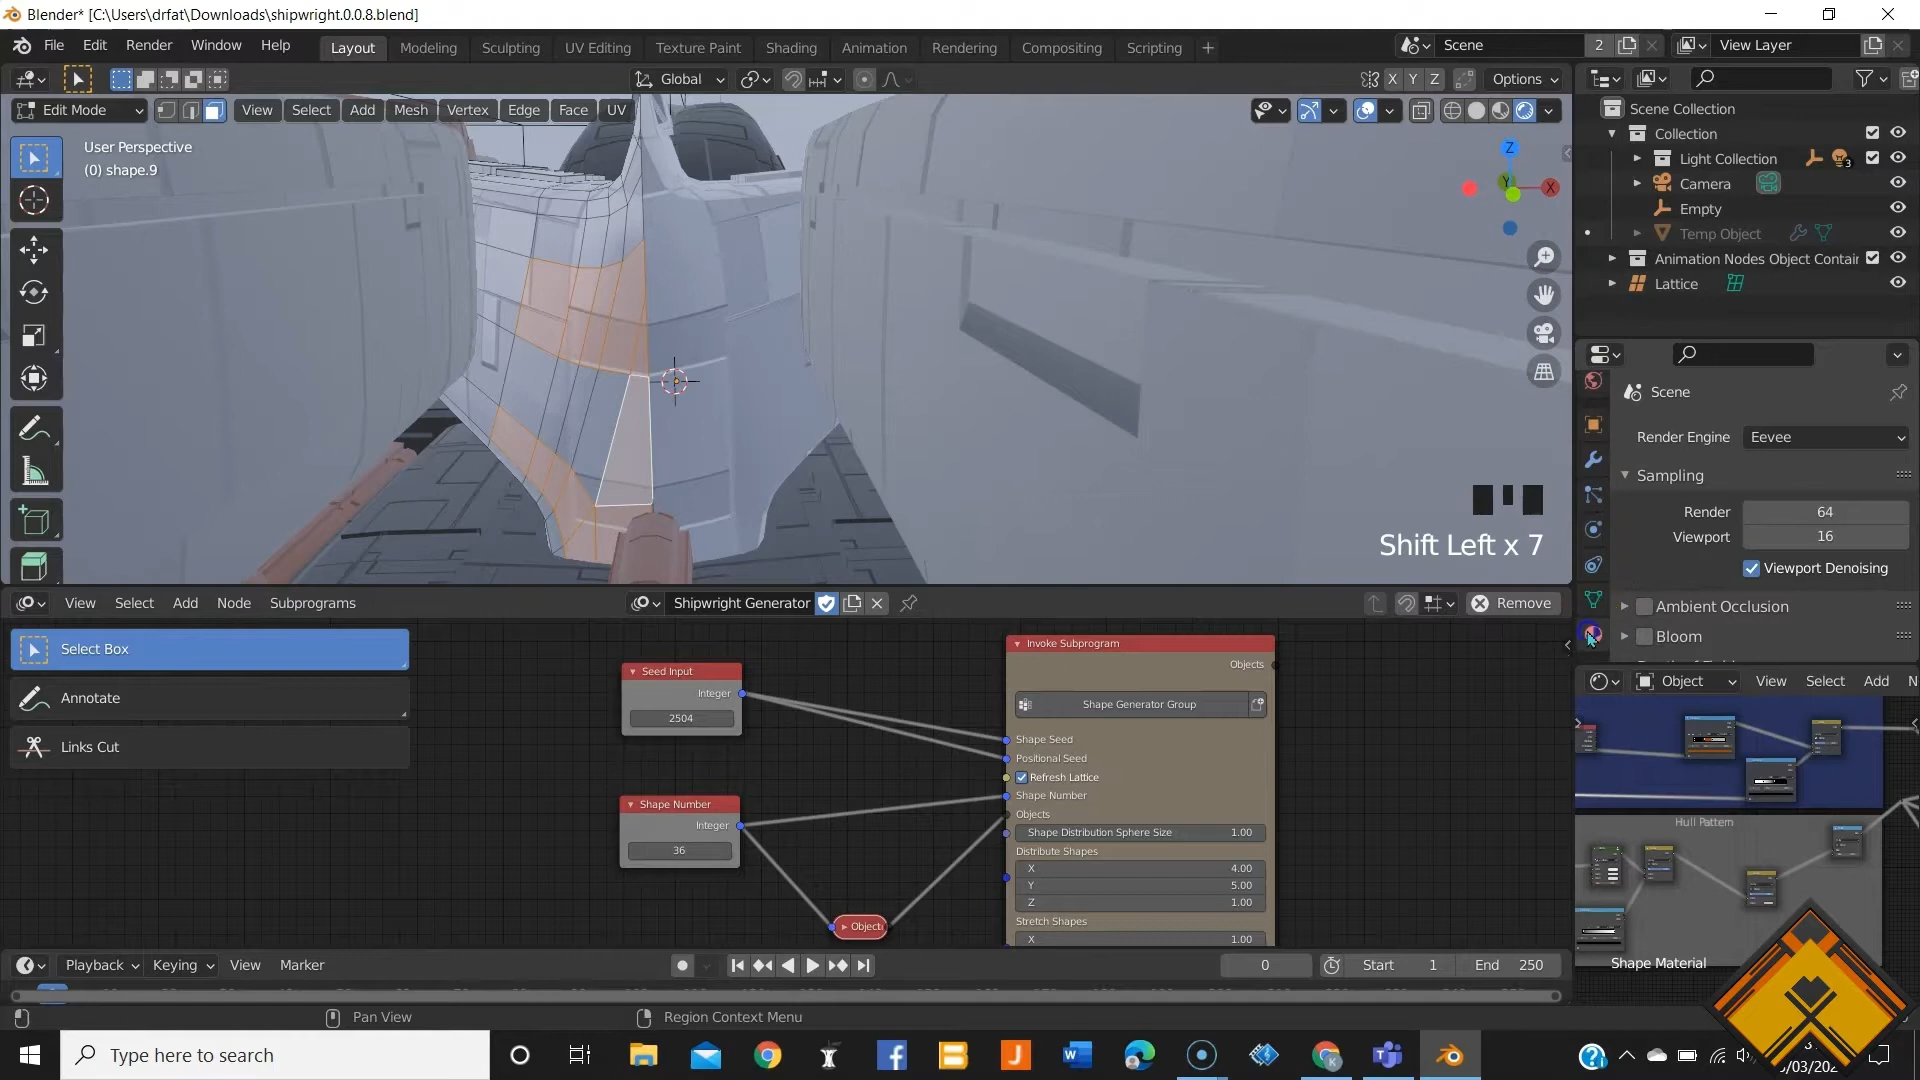 Blender* [C:\Users\drfat\Downloads\shipwright.0.0.8.blend]
File Edit Render Window Help
Layout Modeling Sculpting UV Editing Texture Paint Shading Animation Rendering Compositing Scripting +
Scene 2
View Layer
Global
X Y Z
Options
Edit Mode
View Select Add Mesh Vertex Edge Face UV
User Perspective
(0) shape.9
Z
Y
X
Shift Left x 7
Scene Collection
Collection
Light Collection 3
Camera
Empty
Temp Object
Animation Nodes Object Contair
Lattice
Scene
Render Engine Eevee
Sampling
Render 64
Viewport 16
Viewport Denoising
Ambient Occlusion
Bloom
View Select Add Node Subprograms
Shipwright Generator
Remove
Select Box
Annotate
Links Cut
Seed Input
Integer
2504
Shape Number
Integer
36
Object
Invoke Subprogram
Objects
Shape Generator Group
Shape Seed
Positional Seed
Refresh Lattice
Shape Number
Objects
Shape Distribution Sphere Size 1.00
Distribute Shapes
X 4.00
Y 5.00
Z 1.00
Stretch Shapes
X 1.00
Object View Select Add N
Hull Pattern
Shape Material
Playback Keying View Marker
0
Start 1
End 250
Pan View
Region Context Menu
Type here to search